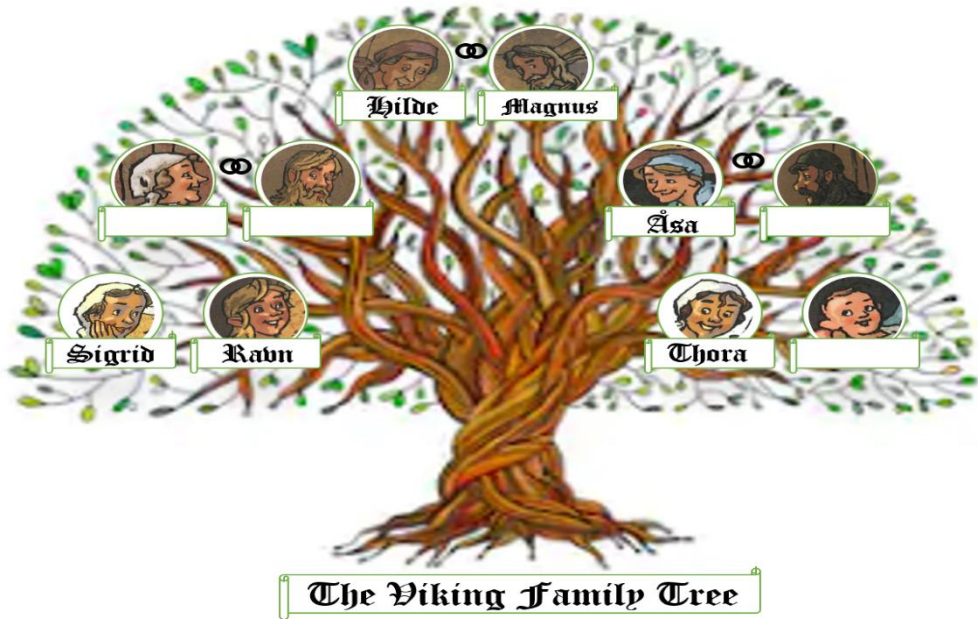 Hilde
Magnus
Åsa
Sigrid
Ravn
Thora
The Viking Family Tree